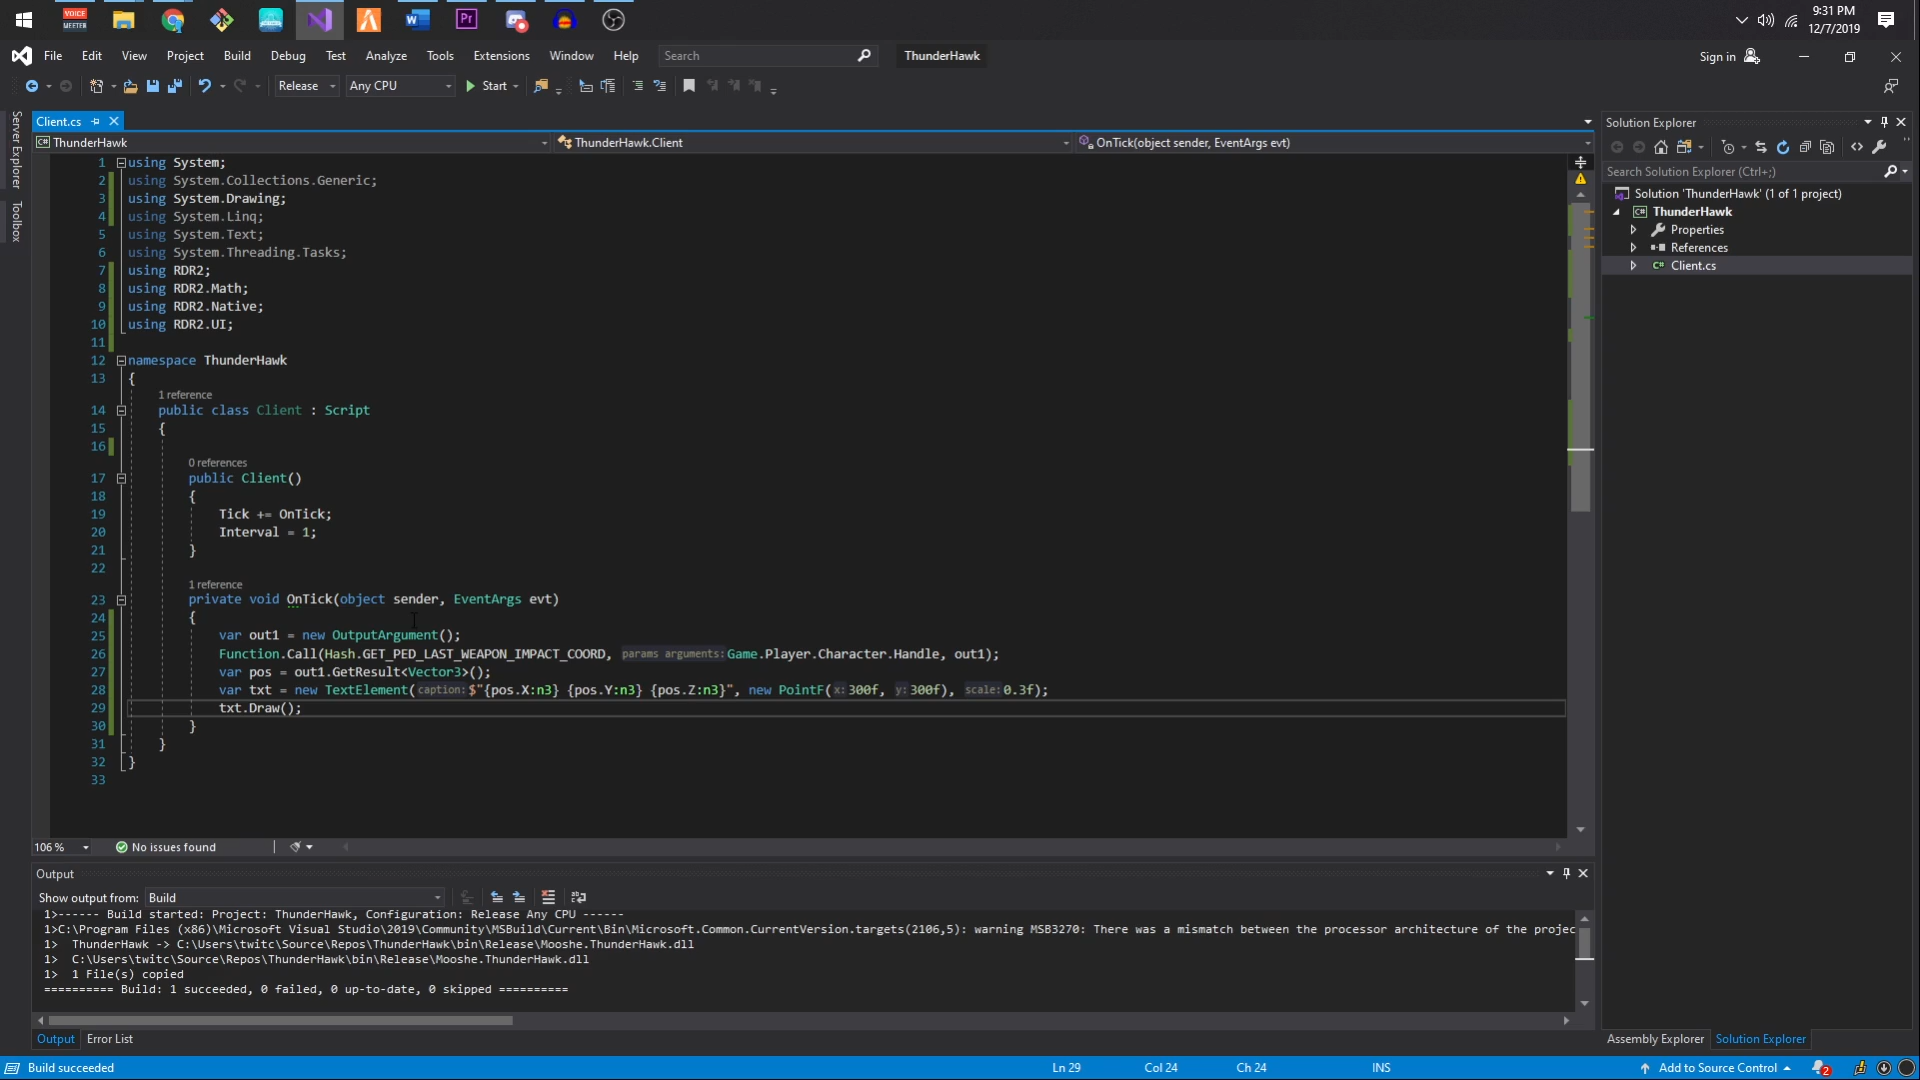 VOICE
MEETER
Pr
9:31 PM
12/7/2019
File Edit View Project Build Debug Test Analyze Tools Extensions Window Help Search ThunderHawk Sign in
Release Any CPU Start
Server Explorer
Toolbox
Client.cs
ThunderHawk ThunderHawk.Client OnTick(object sender, EventArgs evt)
1 using System;
2 using System.Collections.Generic;
3 using System.Drawing;
4 using System.Linq;
5 using System.Text;
6 using System.Threading.Tasks;
7 using RDR2;
8 using RDR2.Math;
9 using RDR2.Native;
10 using RDR2.UI;
11
12 namespace ThunderHawk
13 {
1 reference
14 public class Client : Script
15 {
16
0 references
17 public Client()
18 {
19 Tick += OnTick;
20 Interval = 1;
21 }
22
1 reference
23 private void OnTick(object sender, EventArgs evt)
24 {
25 var out1 = new OutputArgument();
26 Function.Call(Hash.GET_PED_LAST_WEAPON_IMPACT_COORD, params arguments: Game.Player.Character.Handle, out1);
27 var pos = out1.GetResult<Vector3>();
28 var txt = new TextElement( caption: $"{pos.X:n3} {pos.Y:n3} {pos.Z:n3}", new PointF( x: 300f, y: 300f), scale: 0.3f);
29 txt.Draw();
30 }
31 }
32 }
33
106 % No issues found
Output
Show output from: Build
1>------ Build started: Project: ThunderHawk, Configuration: Release Any CPU ------
1>C:\Program Files (x86)\Microsoft Visual Studio\2019\Community\MSBuild\Current\Bin\Microsoft.Common.CurrentVersion.targets(2106,5): warning MSB3270: There was a mismatch between the processor architecture of the projec
1> ThunderHawk -> C:\Users\twitc\Source\Repos\ThunderHawk\bin\Release\Mooshe.ThunderHawk.dll
1> C:\Users\twitc\Source\Repos\ThunderHawk\bin\Release\Mooshe.ThunderHawk.dll
1> 1 File(s) copied
========== Build: 1 succeeded, 0 failed, 0 up-to-date, 0 skipped ==========
Output Error List
Solution Explorer
Search Solution Explorer (Ctrl+;)
Solution 'ThunderHawk' (1 of 1 project)
C# ThunderHawk
Properties
References
C# Client.cs
Assembly Explorer Solution Explorer
Build succeeded Ln 29 Col 24 Ch 24 INS Add to Source Control 2